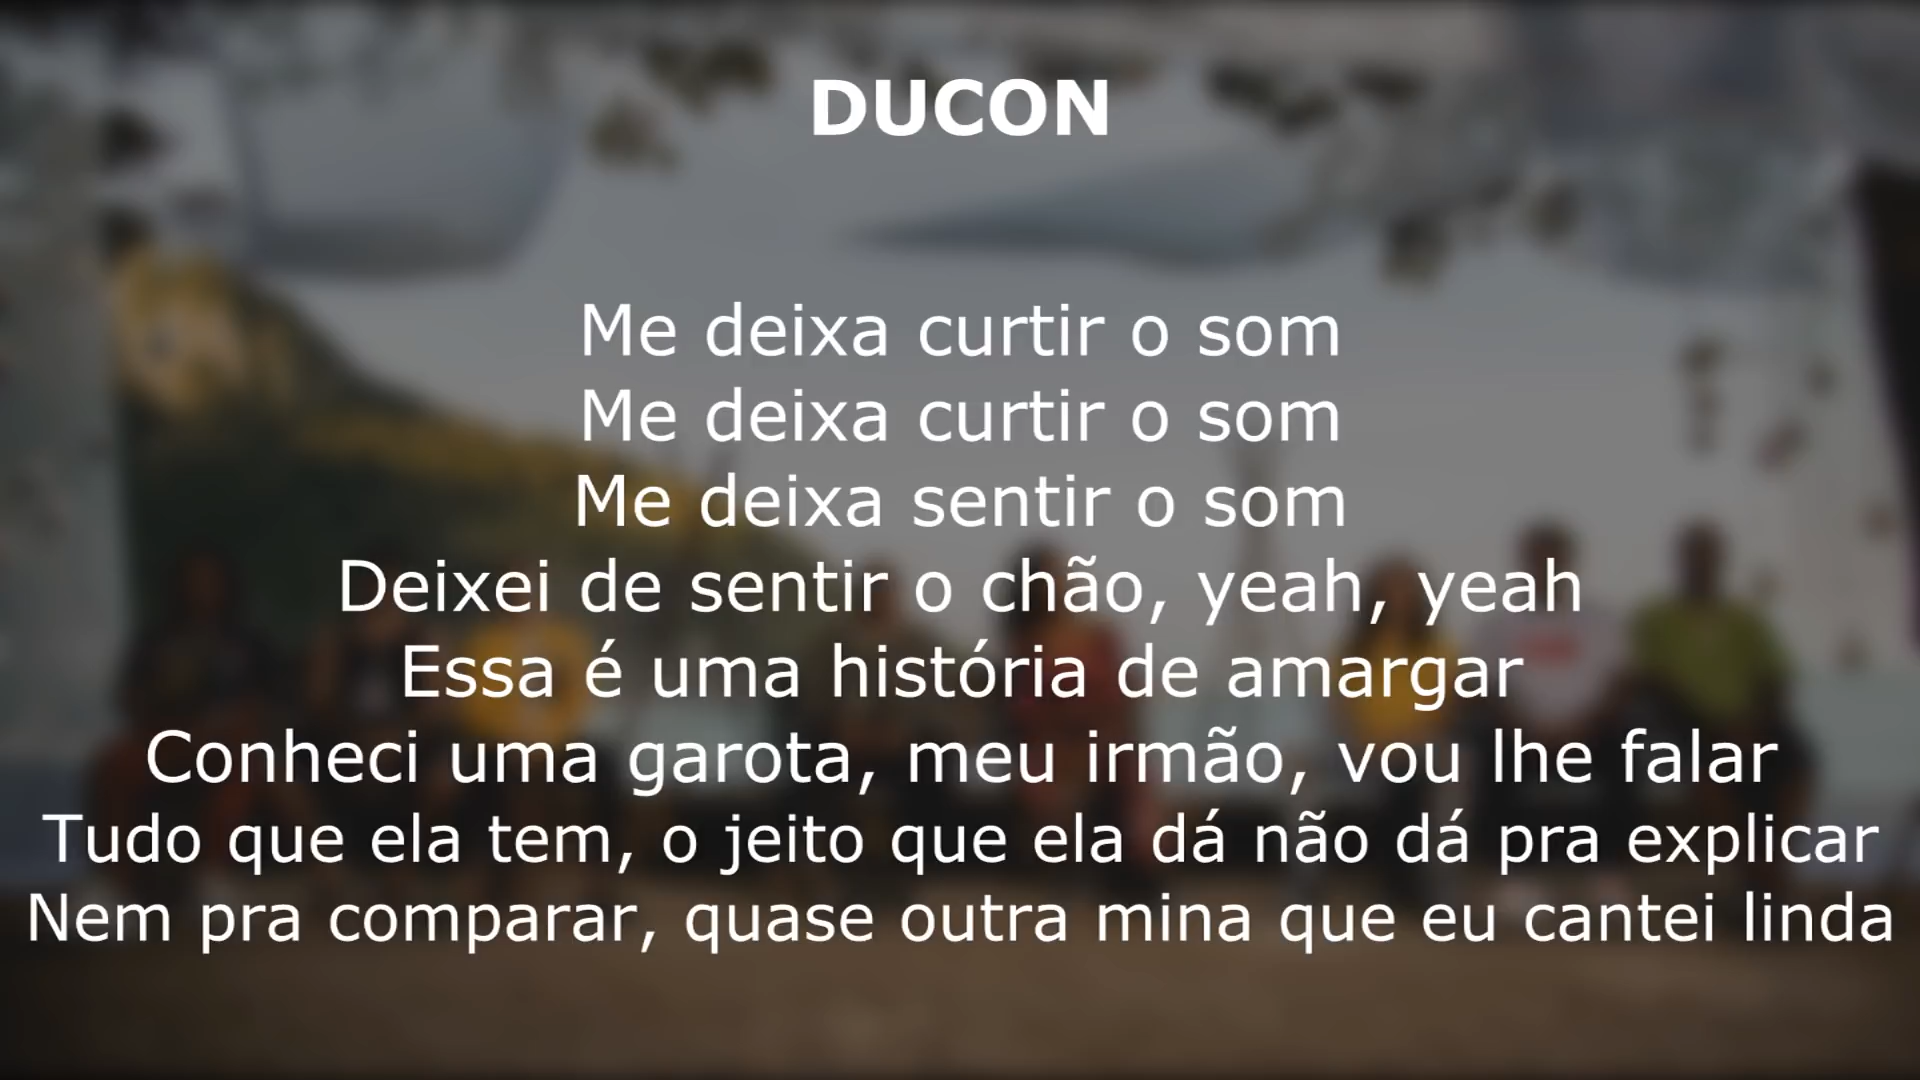 DUCON
Me deixa curtir o som
Me deixa curtir o som
Me deixa sentir o som
Deixei de sentir o chão, yeah, yeah
Essa é uma história de amargar
Conheci uma garota, meu irmão, vou lhe falar
Tudo que ela tem, o jeito que ela dá não dá pra explicar
Nem pra comparar, quase outra mina que eu cantei linda